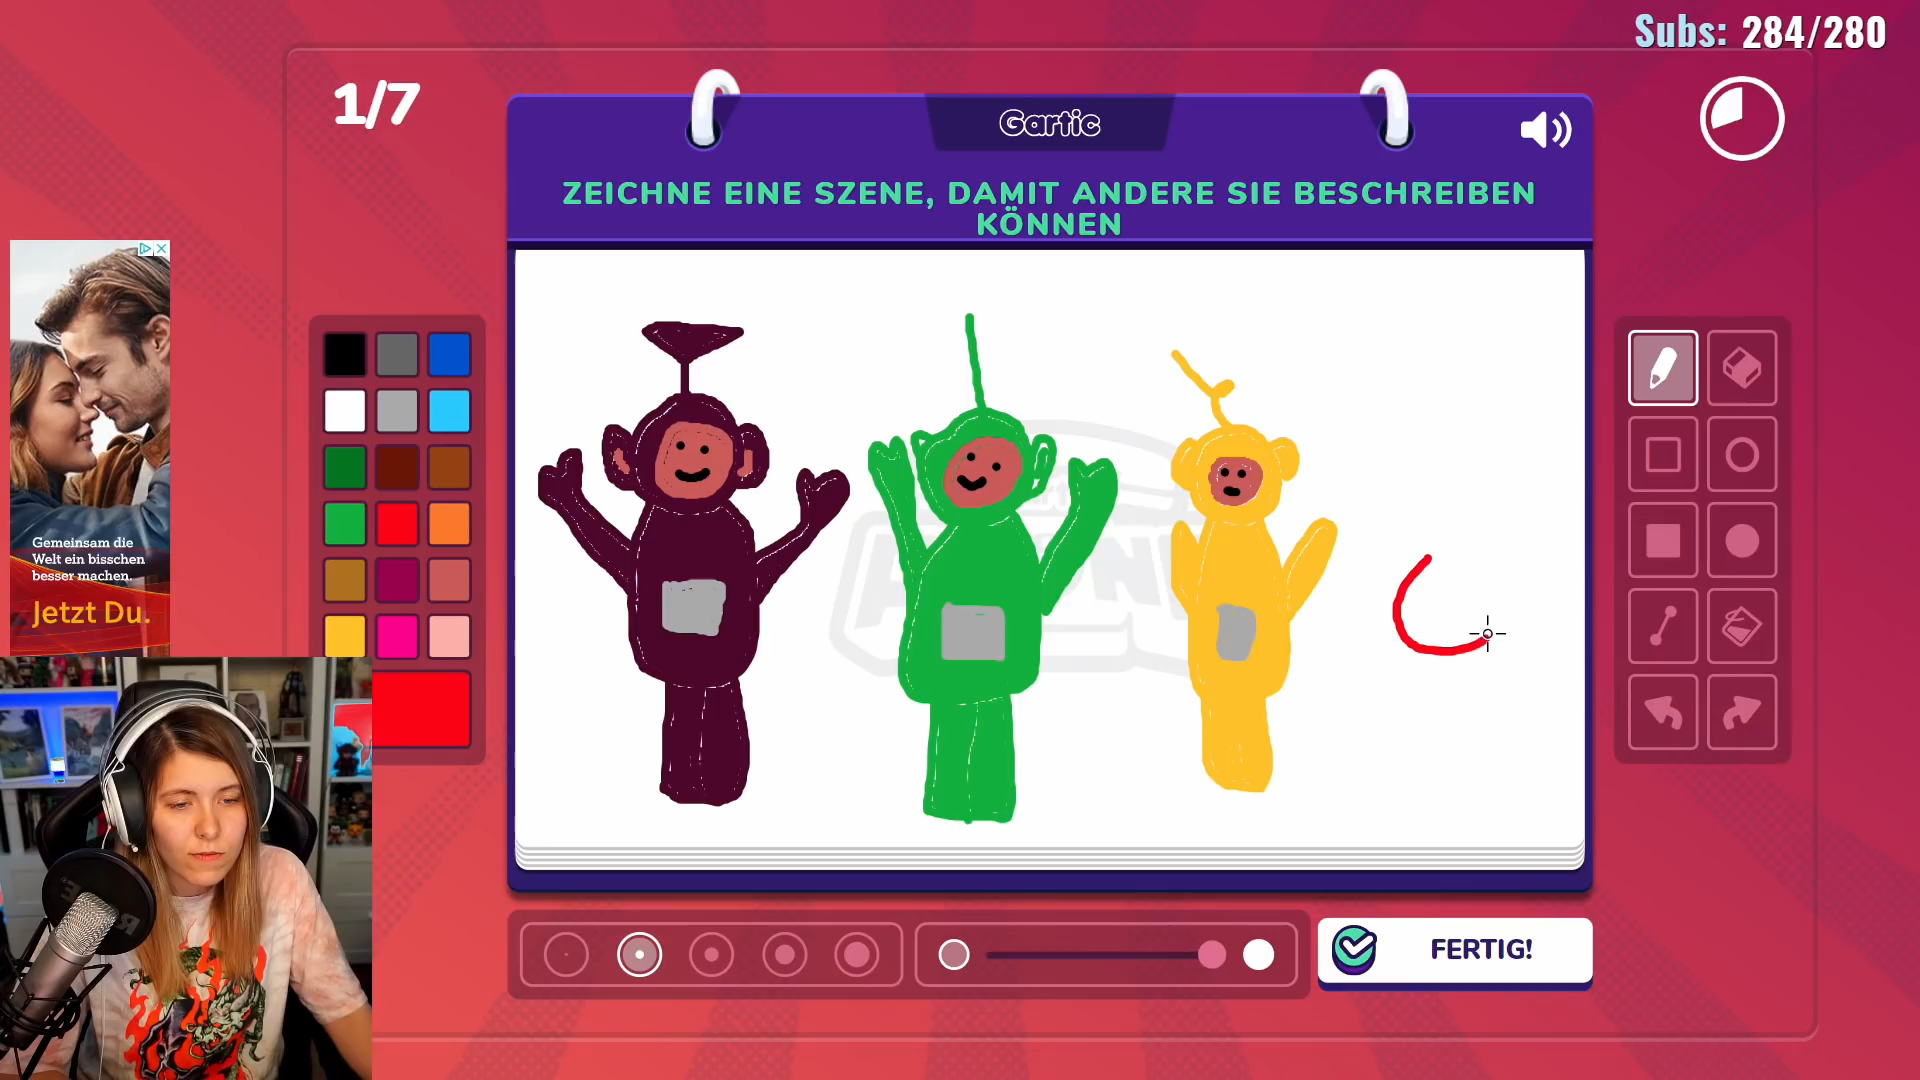 Subs: 284/280
1/7
Gartic
ZEICHNE EINE SZENE, DAMIT ANDERE SIE BESCHREIBEN
KÖNNEN
Gemeinsam die
Welt ein bisschen
besser machen.
Jetzt Du.
FERTIG!